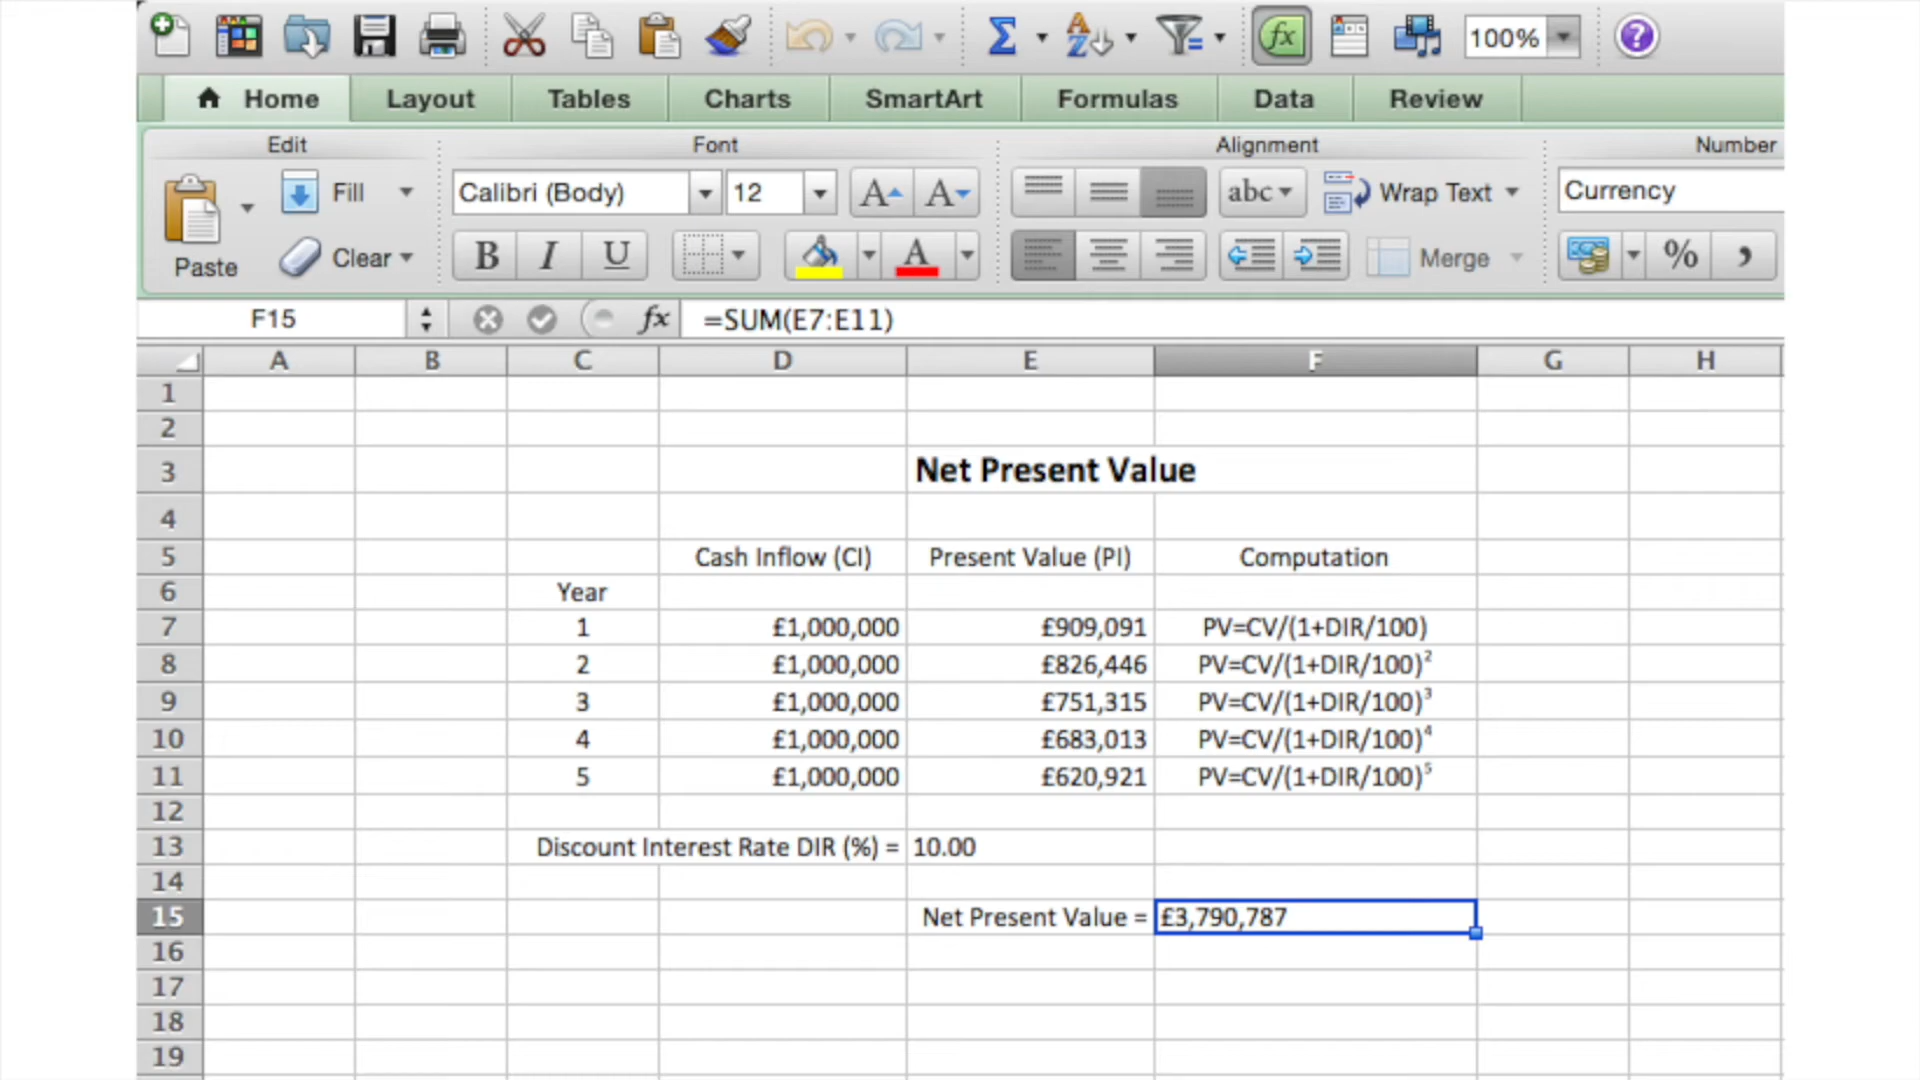 100%
Home Layout Tables Charts SmartArt Formulas Data Review
Edit Font Alignment Number
Fill Calibri (Body) 12 A A abc Wrap Text Currency
Paste Clear B I U A Merge % ,
F15 fx =SUM(E7:E11)
A B C D E F G H
1
2
3 Net Present Value
4
5 Cash Inflow (CI) Present Value (PI) Computation
6 Year
7 1 £1,000,000 £909,091 PV=CV/(1+DIR/100)
8 2 £1,000,000 £826,446 PV=CV/(1+DIR/100)²
9 3 £1,000,000 £751,315 PV=CV/(1+DIR/100)³
10 4 £1,000,000 £683,013 PV=CV/(1+DIR/100)⁴
11 5 £1,000,000 £620,921 PV=CV/(1+DIR/100)⁵
12
13 Discount Interest Rate DIR (%) = 10.00
14
15 Net Present Value = £3,790,787
16
17
18
19